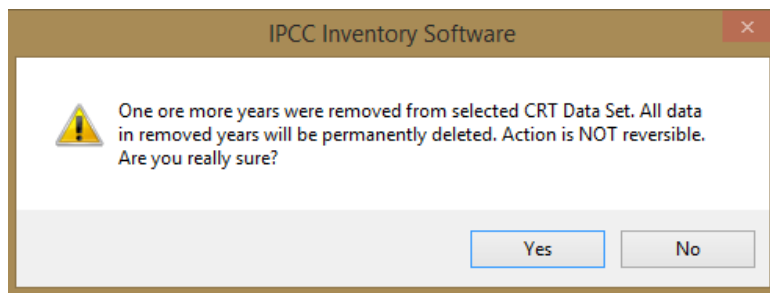 IPCC Inventory Software
One ore more years were removed from selected CRT Data Set. All data
in removed years will be permanently deleted. Action is NOT reversible.
Are you really sure?
Yes
No